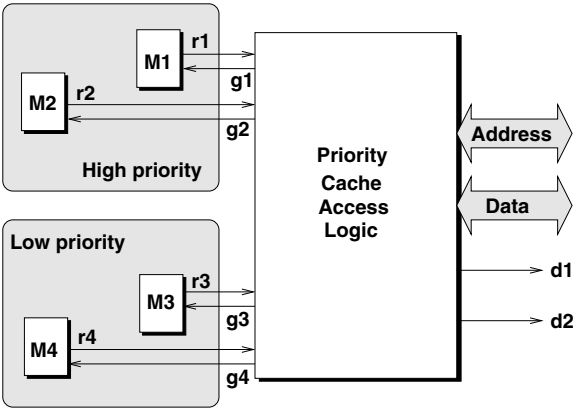 r1
M1
g1
r2
M2
g2
High priority
Priority
Cache
Access
Logic
Address
Data
Low priority
r3
M3
g3
r4
M4
g4
d1
d2